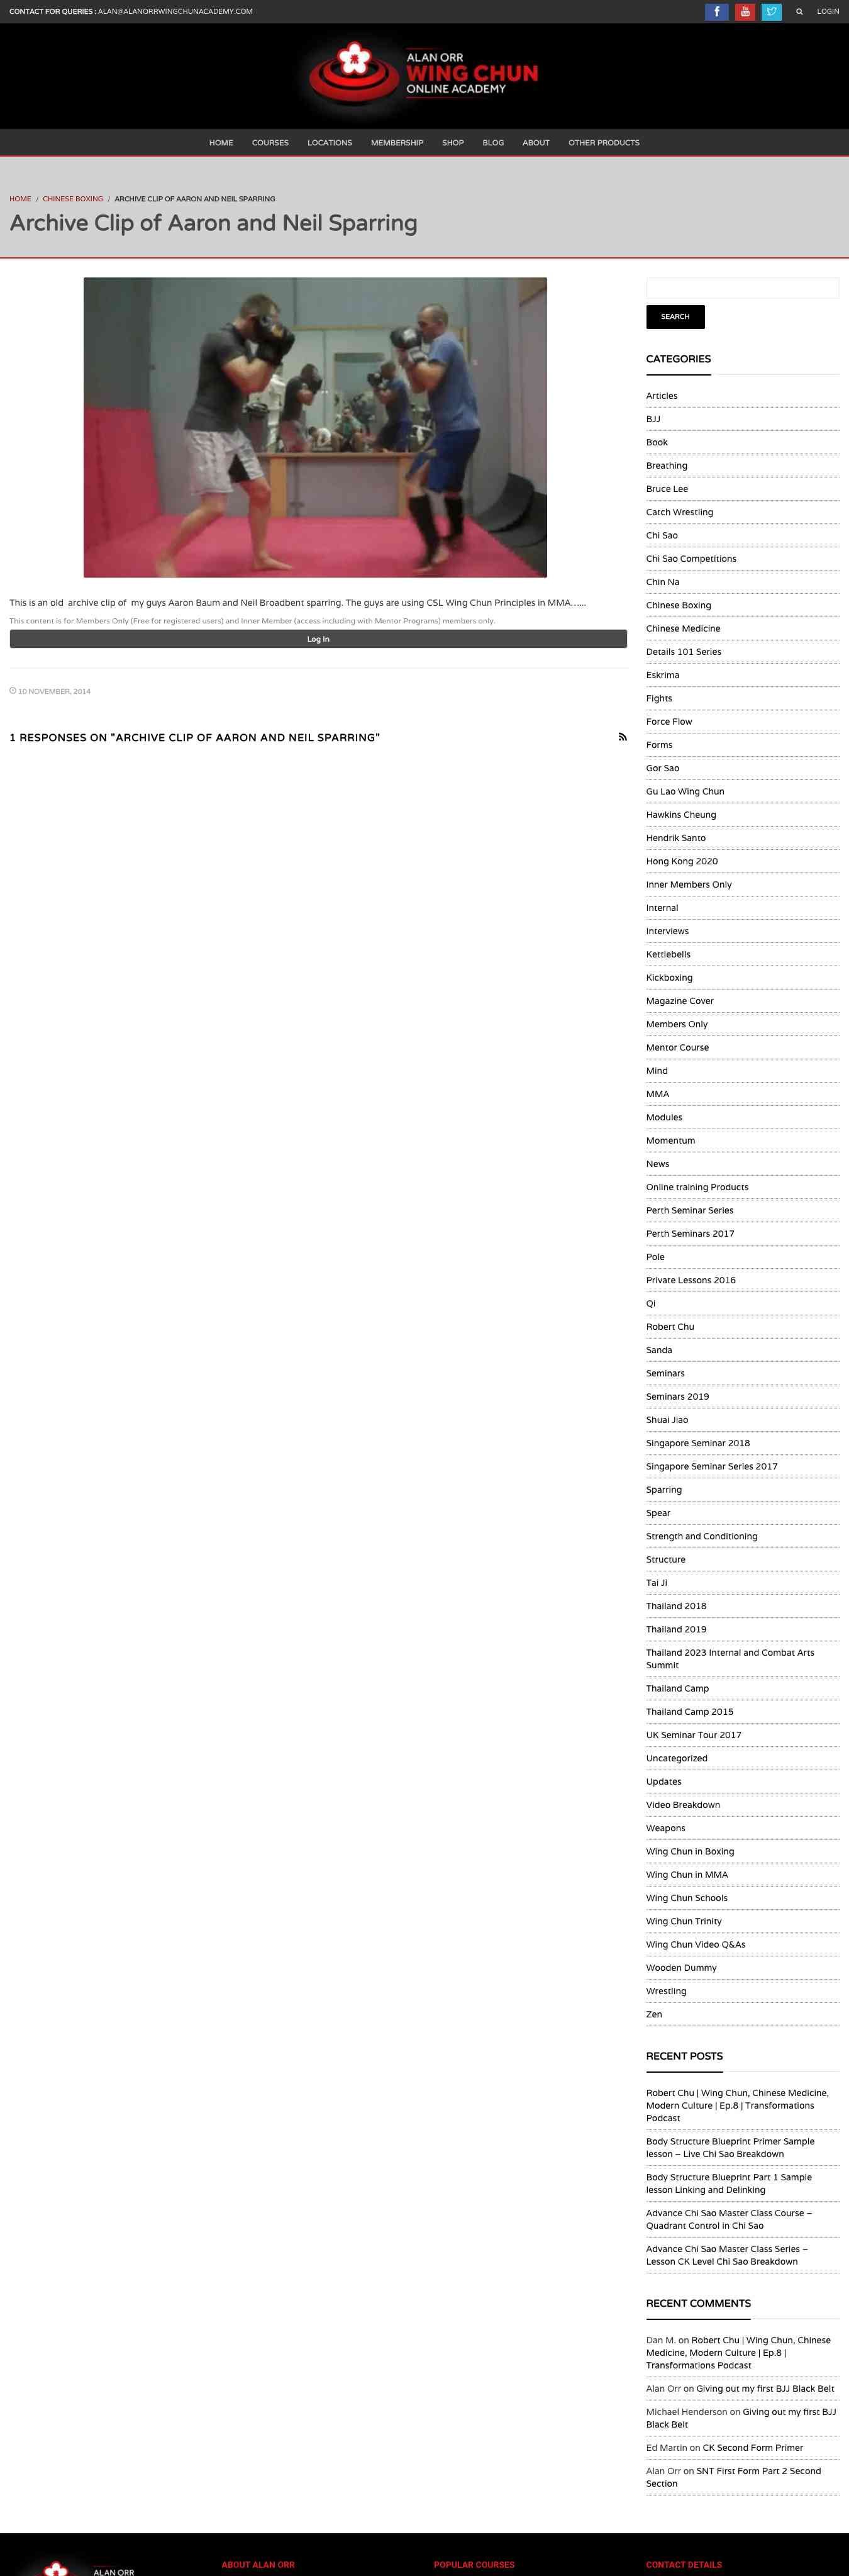 CONTACT FOR QUERIES : ALAN@ALANORRWINGCHUNACADEMY.COM
LOGIN
ALAN ORR
WING CHUN
ONLINE ACADEMY
HOME COURSES LOCATIONS MEMBERSHIP SHOP BLOG ABOUT OTHER PRODUCTS
HOME / CHINESE BOXING / ARCHIVE CLIP OF AARON AND NEIL SPARRING
Archive Clip of Aaron and Neil Sparring
This is an old archive clip of my guys Aaron Baum and Neil Broadbent sparring. The guys are using CSL Wing Chun Principles in MMA…...
This content is for Members Only (Free for registered users) and Inner Member (access including with Mentor Programs) members only.
Log In
10 NOVEMBER, 2014
1 RESPONSES ON "ARCHIVE CLIP OF AARON AND NEIL SPARRING"
SEARCH
CATEGORIES
Articles
BJJ
Book
Breathing
Bruce Lee
Catch Wrestling
Chi Sao
Chi Sao Competitions
Chin Na
Chinese Boxing
Chinese Medicine
Details 101 Series
Eskrima
Fights
Force Flow
Forms
Gor Sao
Gu Lao Wing Chun
Hawkins Cheung
Hendrik Santo
Hong Kong 2020
Inner Members Only
Internal
Interviews
Kettlebells
Kickboxing
Magazine Cover
Members Only
Mentor Course
Mind
MMA
Modules
Momentum
News
Online training Products
Perth Seminar Series
Perth Seminars 2017
Pole
Private Lessons 2016
Qi
Robert Chu
Sanda
Seminars
Seminars 2019
Shuai Jiao
Singapore Seminar 2018
Singapore Seminar Series 2017
Sparring
Spear
Strength and Conditioning
Structure
Tai Ji
Thailand 2018
Thailand 2019
Thailand 2023 Internal and Combat Arts
Summit
Thailand Camp
Thailand Camp 2015
UK Seminar Tour 2017
Uncategorized
Updates
Video Breakdown
Weapons
Wing Chun in Boxing
Wing Chun in MMA
Wing Chun Schools
Wing Chun Trinity
Wing Chun Video Q&As
Wooden Dummy
Wrestling
Zen
RECENT POSTS
Robert Chu | Wing Chun, Chinese Medicine,
Modern Culture | Ep.8 | Transformations
Podcast
Body Structure Blueprint Primer Sample
lesson – Live Chi Sao Breakdown
Body Structure Blueprint Part 1 Sample
lesson Linking and Delinking
Advance Chi Sao Master Class Course –
Quadrant Control in Chi Sao
Advance Chi Sao Master Class Series –
Lesson CK Level Chi Sao Breakdown
RECENT COMMENTS
Dan M. on Robert Chu | Wing Chun, Chinese
Medicine, Modern Culture | Ep.8 |
Transformations Podcast
Alan Orr on Giving out my first BJJ Black Belt
Michael Henderson on Giving out my first BJJ
Black Belt
Ed Martin on CK Second Form Primer
Alan Orr on SNT First Form Part 2 Second
Section
ALAN ORR
ABOUT ALAN ORR
POPULAR COURSES
CONTACT DETAILS